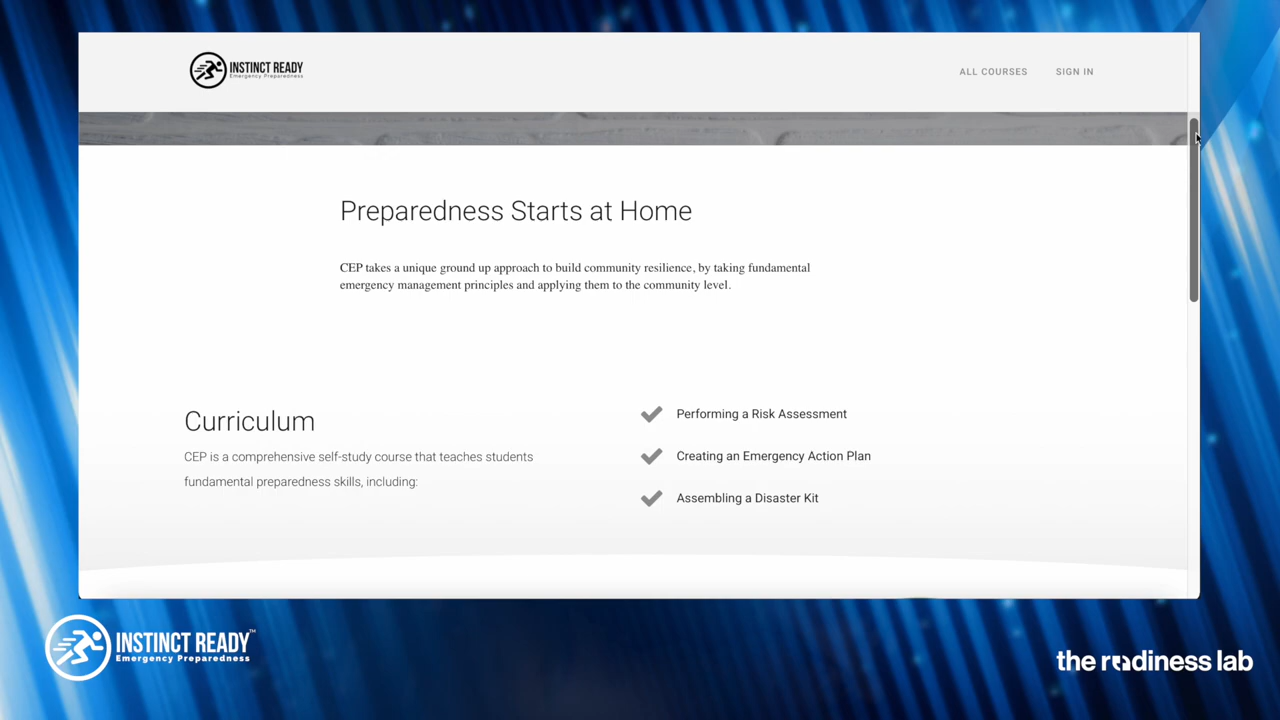 INSTINCT READY
Emergency Preparedness
ALL COURSES
SIGN IN
Preparedness Starts at Home
CEP takes a unique ground up approach to build community resilience, by taking fundamental
emergency management principles and applying them to the community level.
Curriculum
CEP is a comprehensive self-study course that teaches students
fundamental preparedness skills, including:
Performing a Risk Assessment
Creating an Emergency Action Plan
Assembling a Disaster Kit
INSTINCT READY™
Emergency Preparedness
the readiness lab